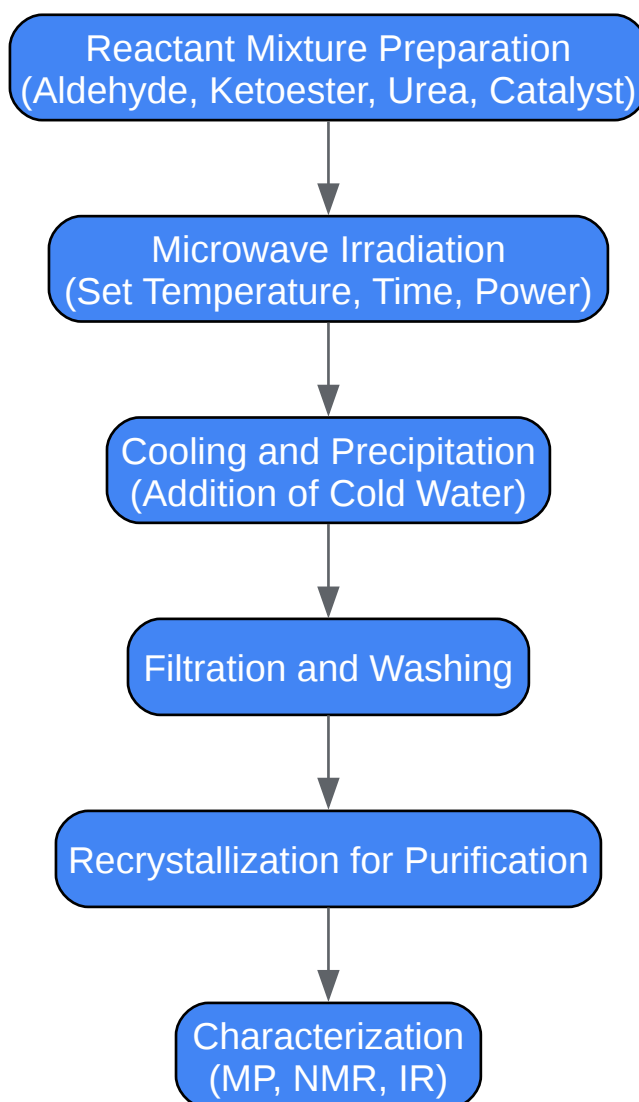 Reactant Mixture Preparation
(Aldehyde, Ketoester, Urea, Catalyst)
Microwave Irradiation
(Set Temperature, Time, Power)
Cooling and Precipitation
(Addition of Cold Water)
Filtration and Washing
Recrystallization for Purification
Characterization
(MP, NMR, IR)